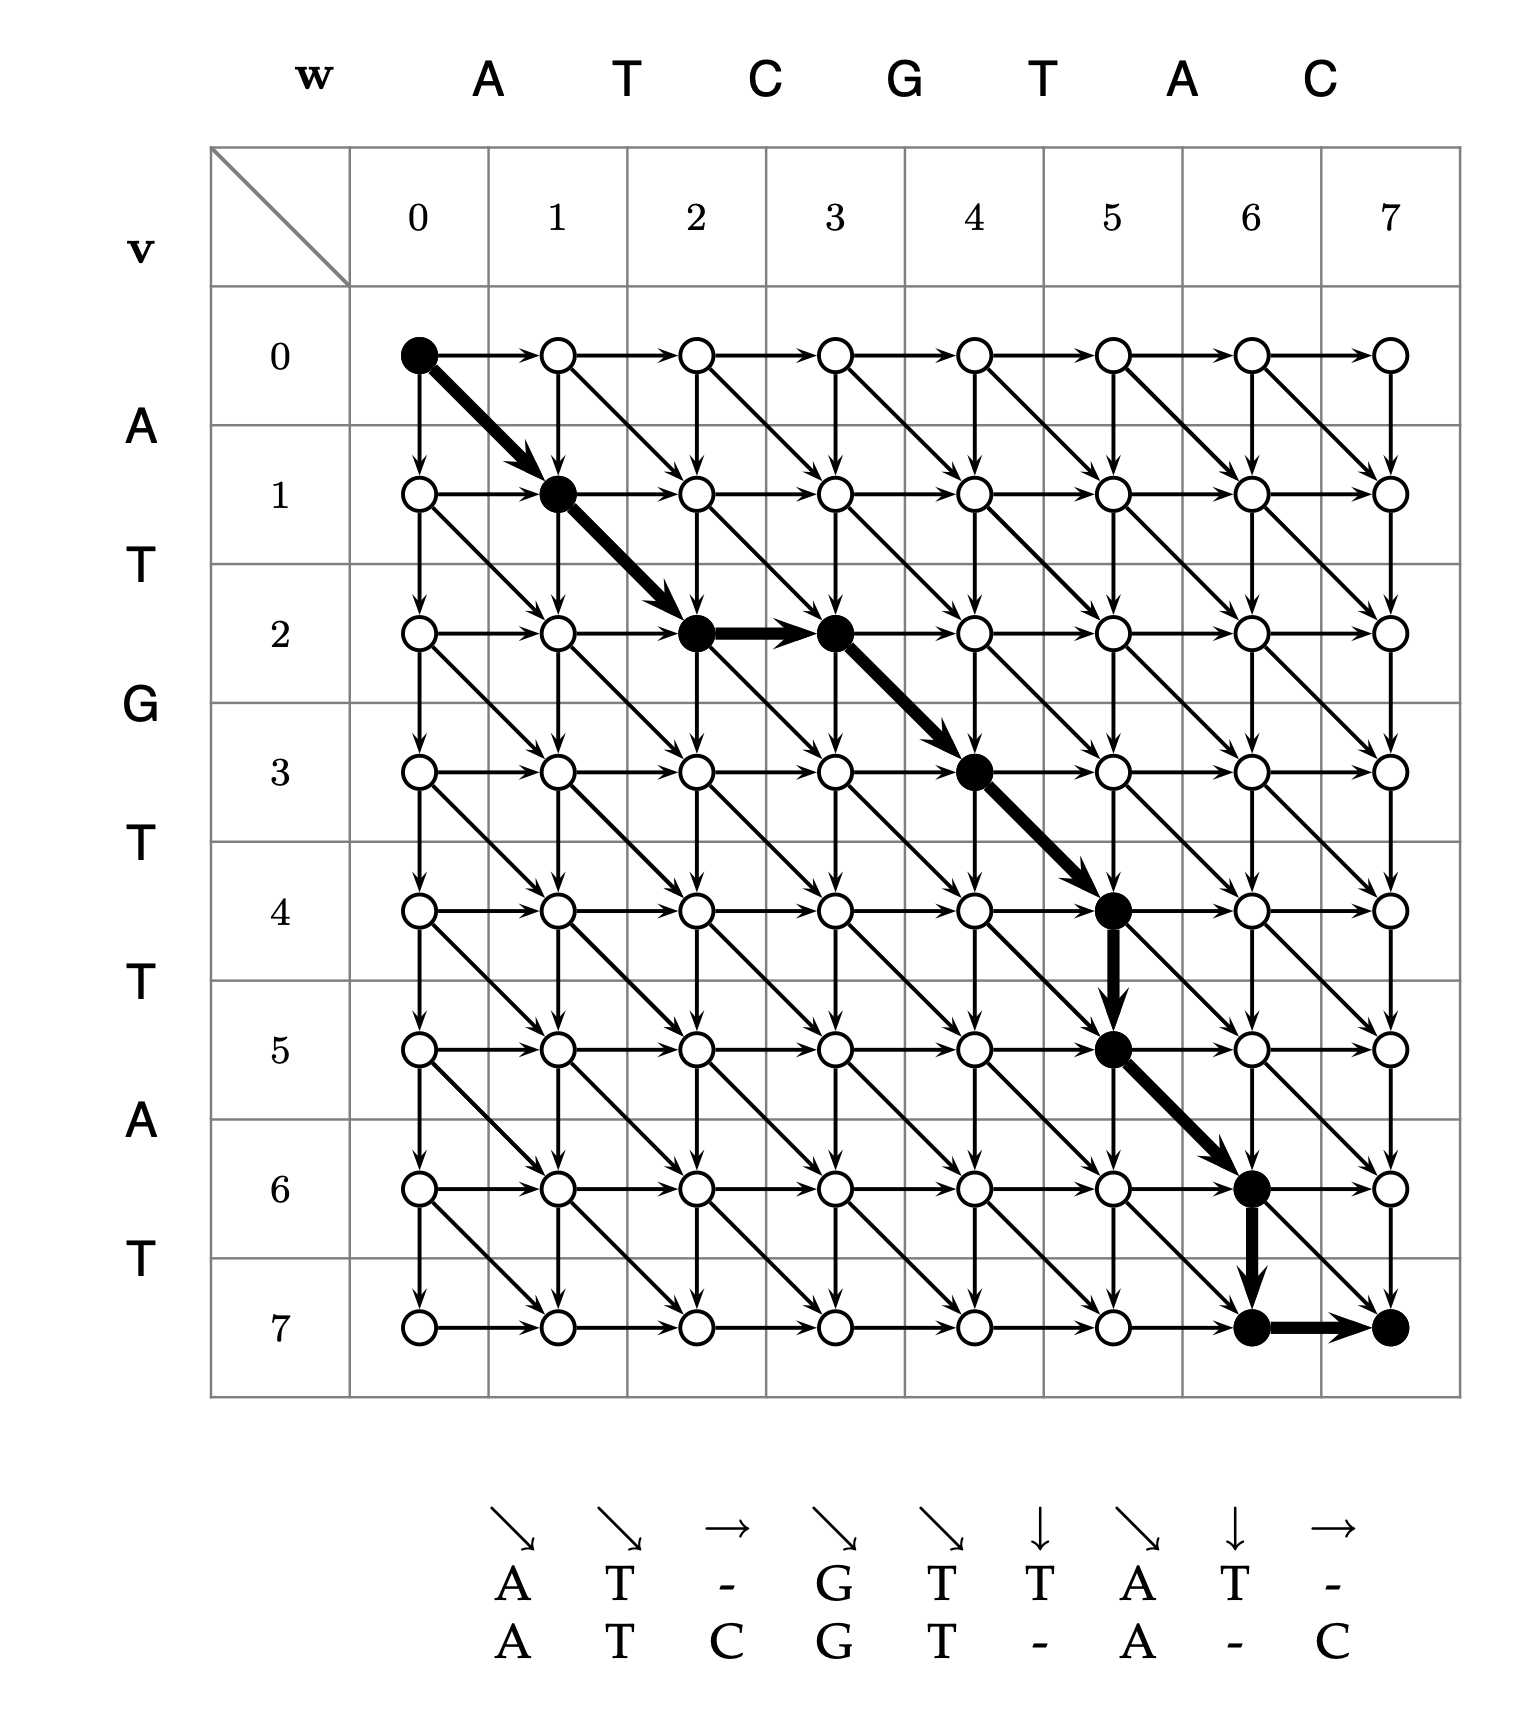 w A T C G T A C
0 1 2 3 4 5 6 7
v
0
A
1
T
2
G
3
T
4
T
5
A
6
T
7
↘ ↘ → ↘ ↘ ↓ ↘ ↓ →
A T - G T T A T -
A T C G T - A - C